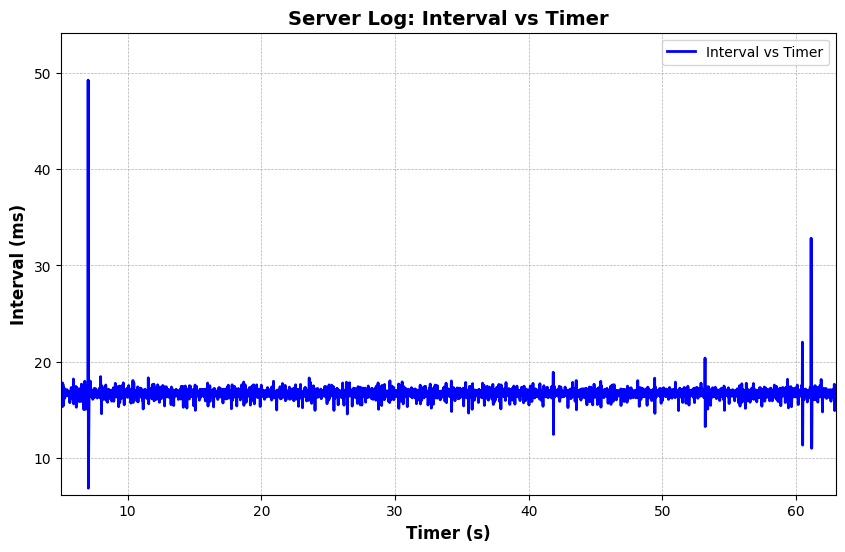 Server Log: Interval vs Timer
Interval vs Timer
50
40
30
20
10
Interval (ms)
10 20 30 40 50 60
Timer (s)